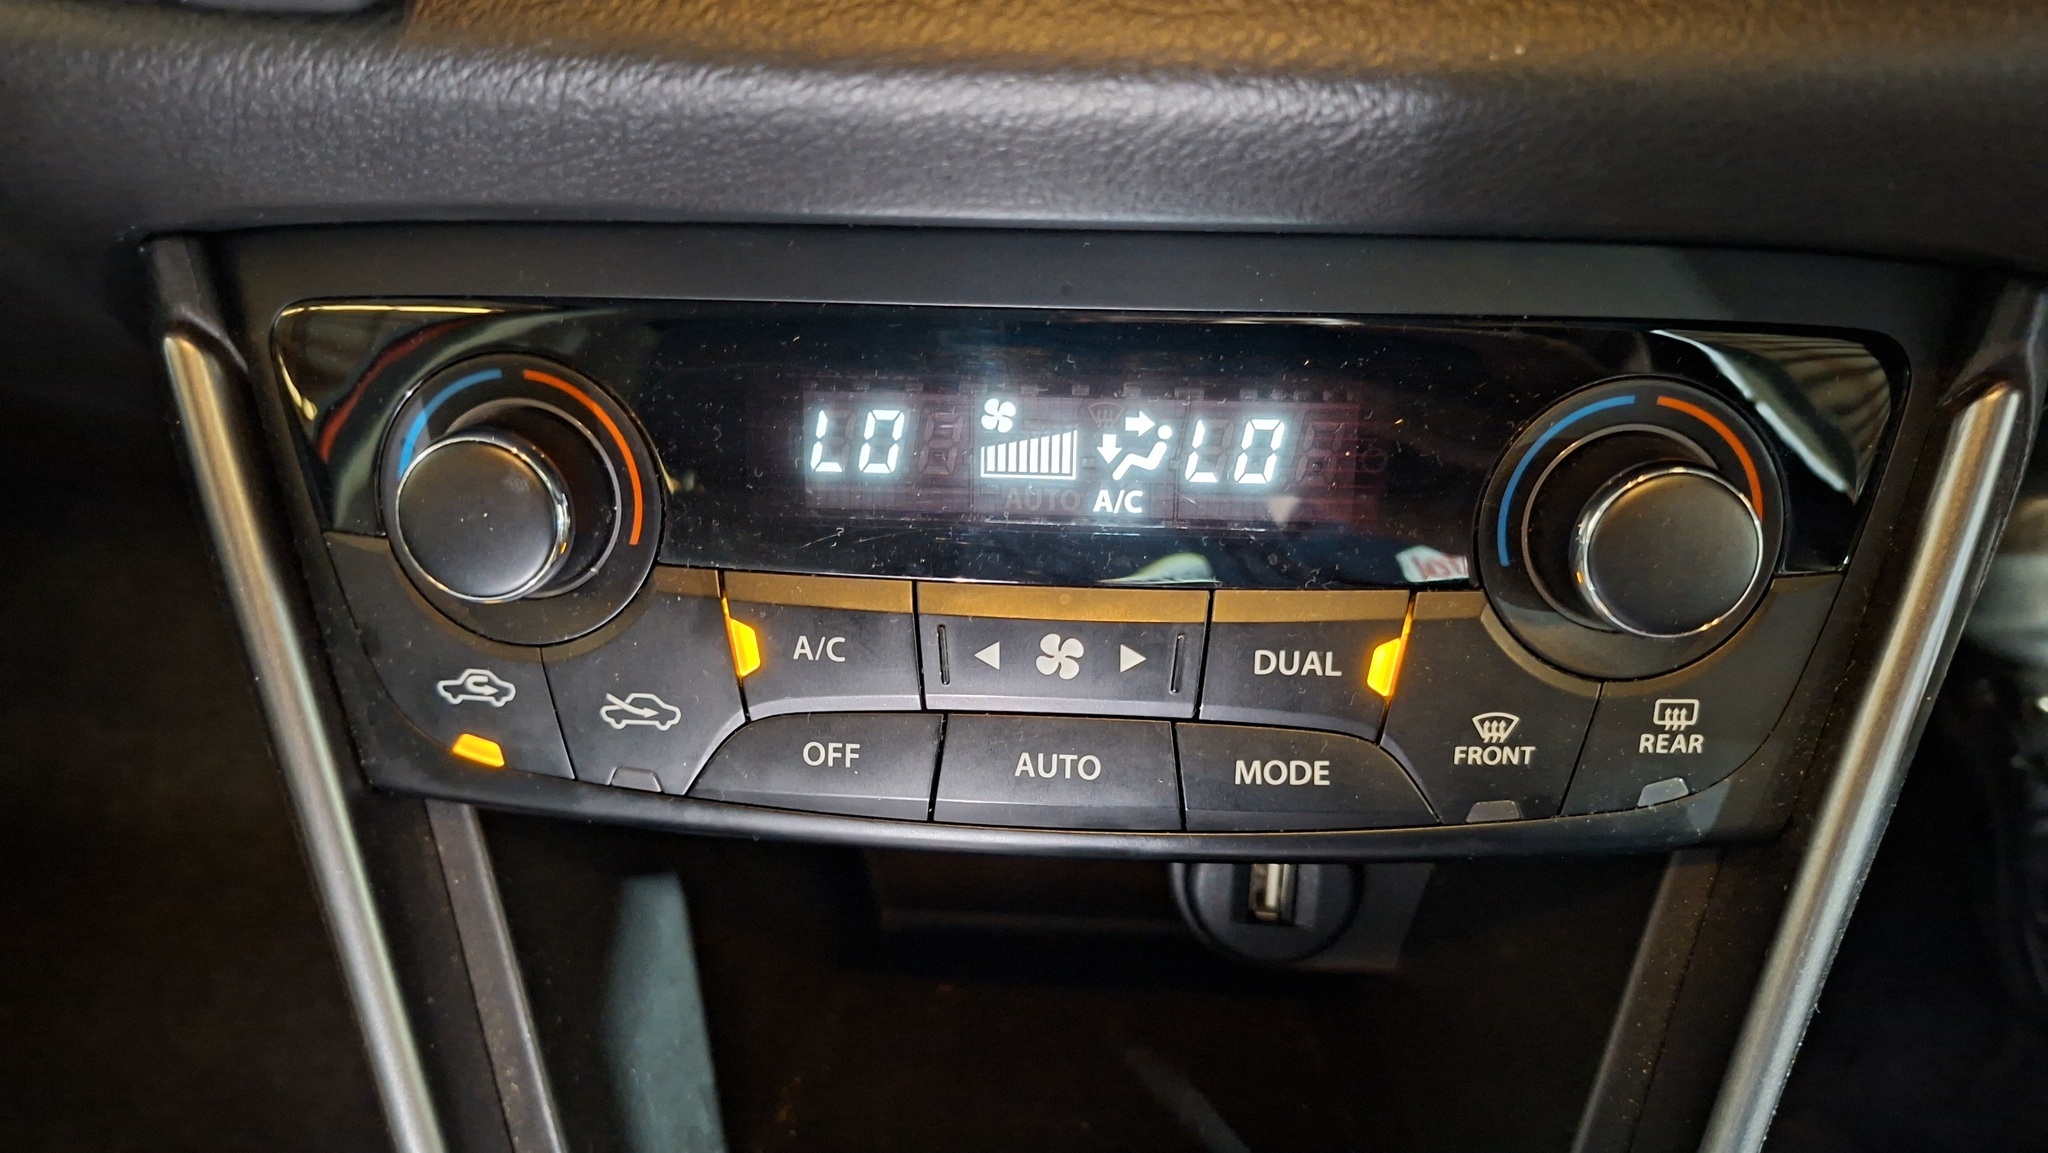 LO LO
AUTO A/C
A/C DUAL
OFF AUTO MODE FRONT REAR